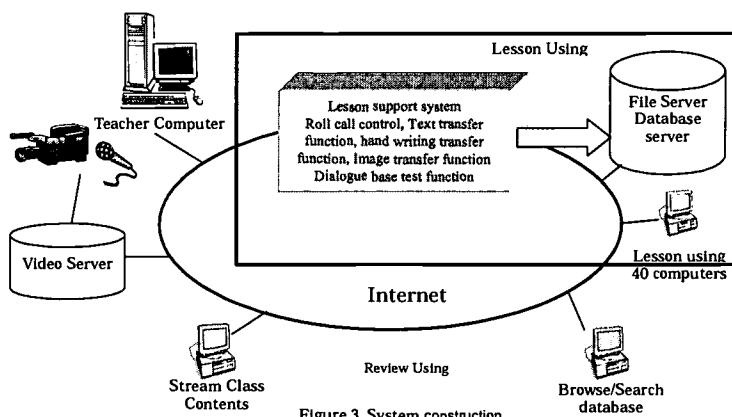 Lesson Using
Teacher Computer
Lesson support system
Roll call control, Text transfer
function, hand writing transfer
function, Image transfer function
Dialogue base test function
File Server
Database
server
Video Server
Lesson using
40 computers
Internet
Stream Class
Contents
Review Using
Browse/Search
database
Figure 3. System construction